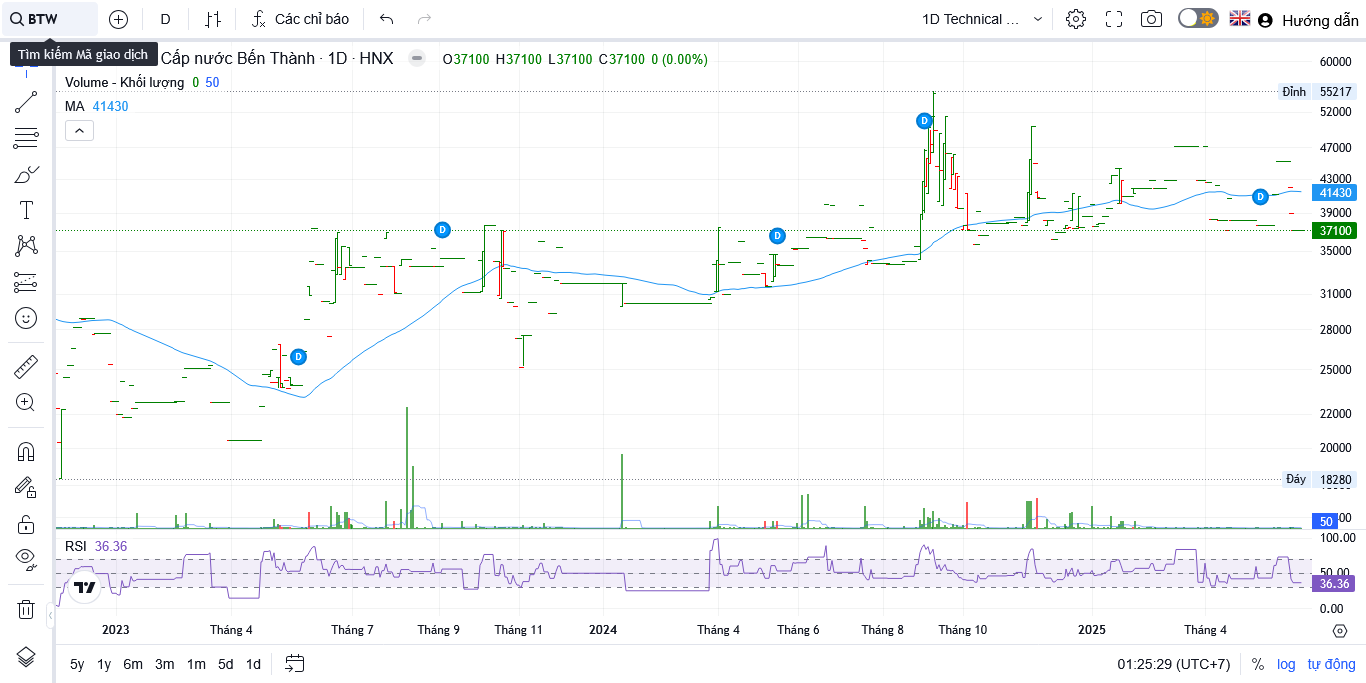 BTW
D
Các chỉ báo
1D Technical ...
Hướng dẫn
Tìm kiếm Mã giao dịch
Cấp nước Bến Thành · 1D · HNX
O37100 H37100 L37100 C37100 0 (0.00%)
Volume - Khối lượng 0 50
MA 41430
60000
Đỉnh 55217
52000
47000
43000
41430
39000
37100
35000
31000
28000
25000
22000
20000
Đáy 18280
50
RSI 36.36
100.00
50.00
36.36
0.00
D
D
D
D
D
2023 Tháng 4 Tháng 7 Tháng 9 Tháng 11 2024 Tháng 4 Tháng 6 Tháng 8 Tháng 10 2025 Tháng 4
5y 1y 6m 3m 1m 5d 1d
01:25:29 (UTC+7) % log tự động